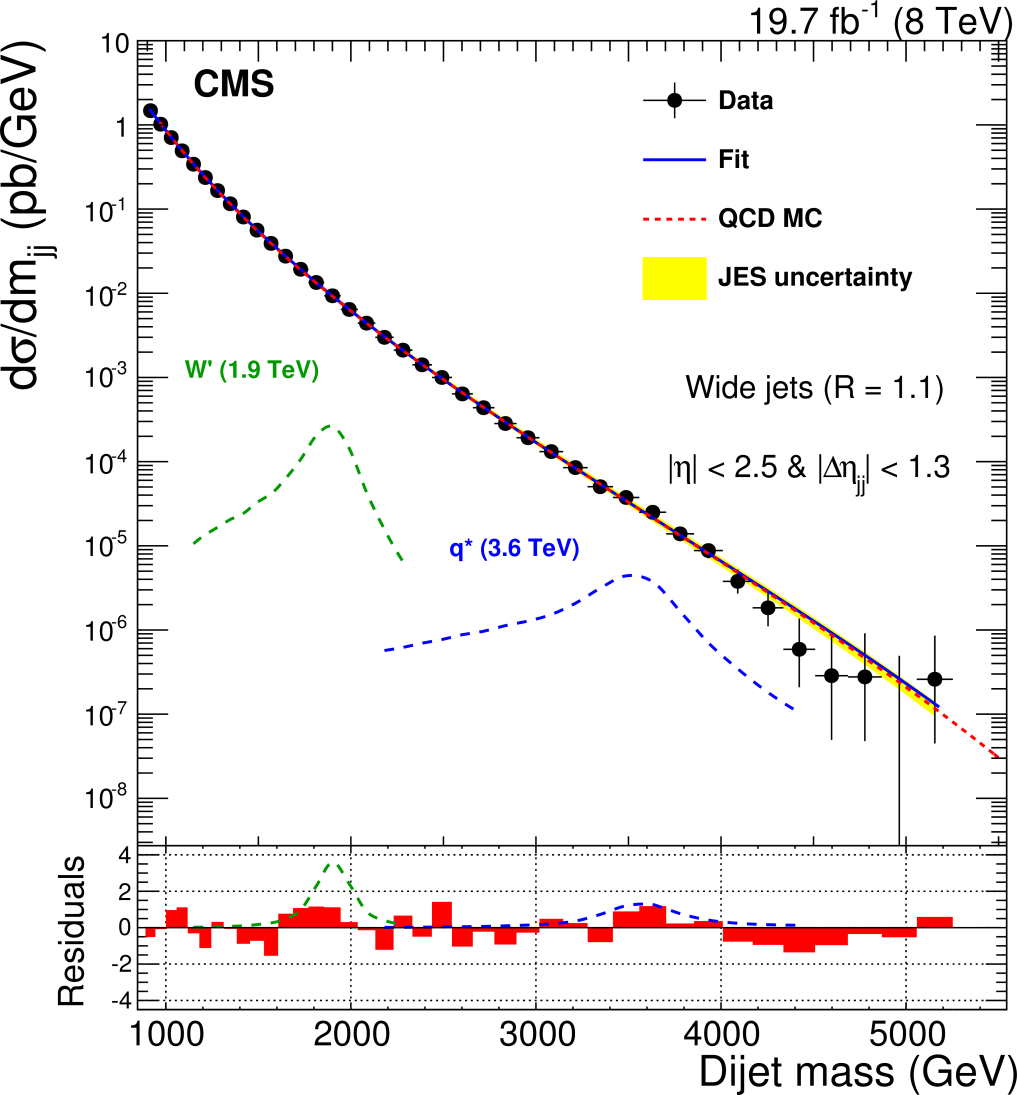 19.7 fb⁻¹ (8 TeV)
CMS
Data
Fit
QCD MC
JES uncertainty
W' (1.9 TeV)
Wide jets (R = 1.1)
|η| < 2.5 & |Δηjj| < 1.3
q* (3.6 TeV)
dσ/dmjj (pb/GeV)
10
1
10⁻¹
10⁻²
10⁻³
10⁻⁴
10⁻⁵
10⁻⁶
10⁻⁷
10⁻⁸
Residuals
4
2
0
-2
-4
1000 2000 3000 4000 5000
Dijet mass (GeV)